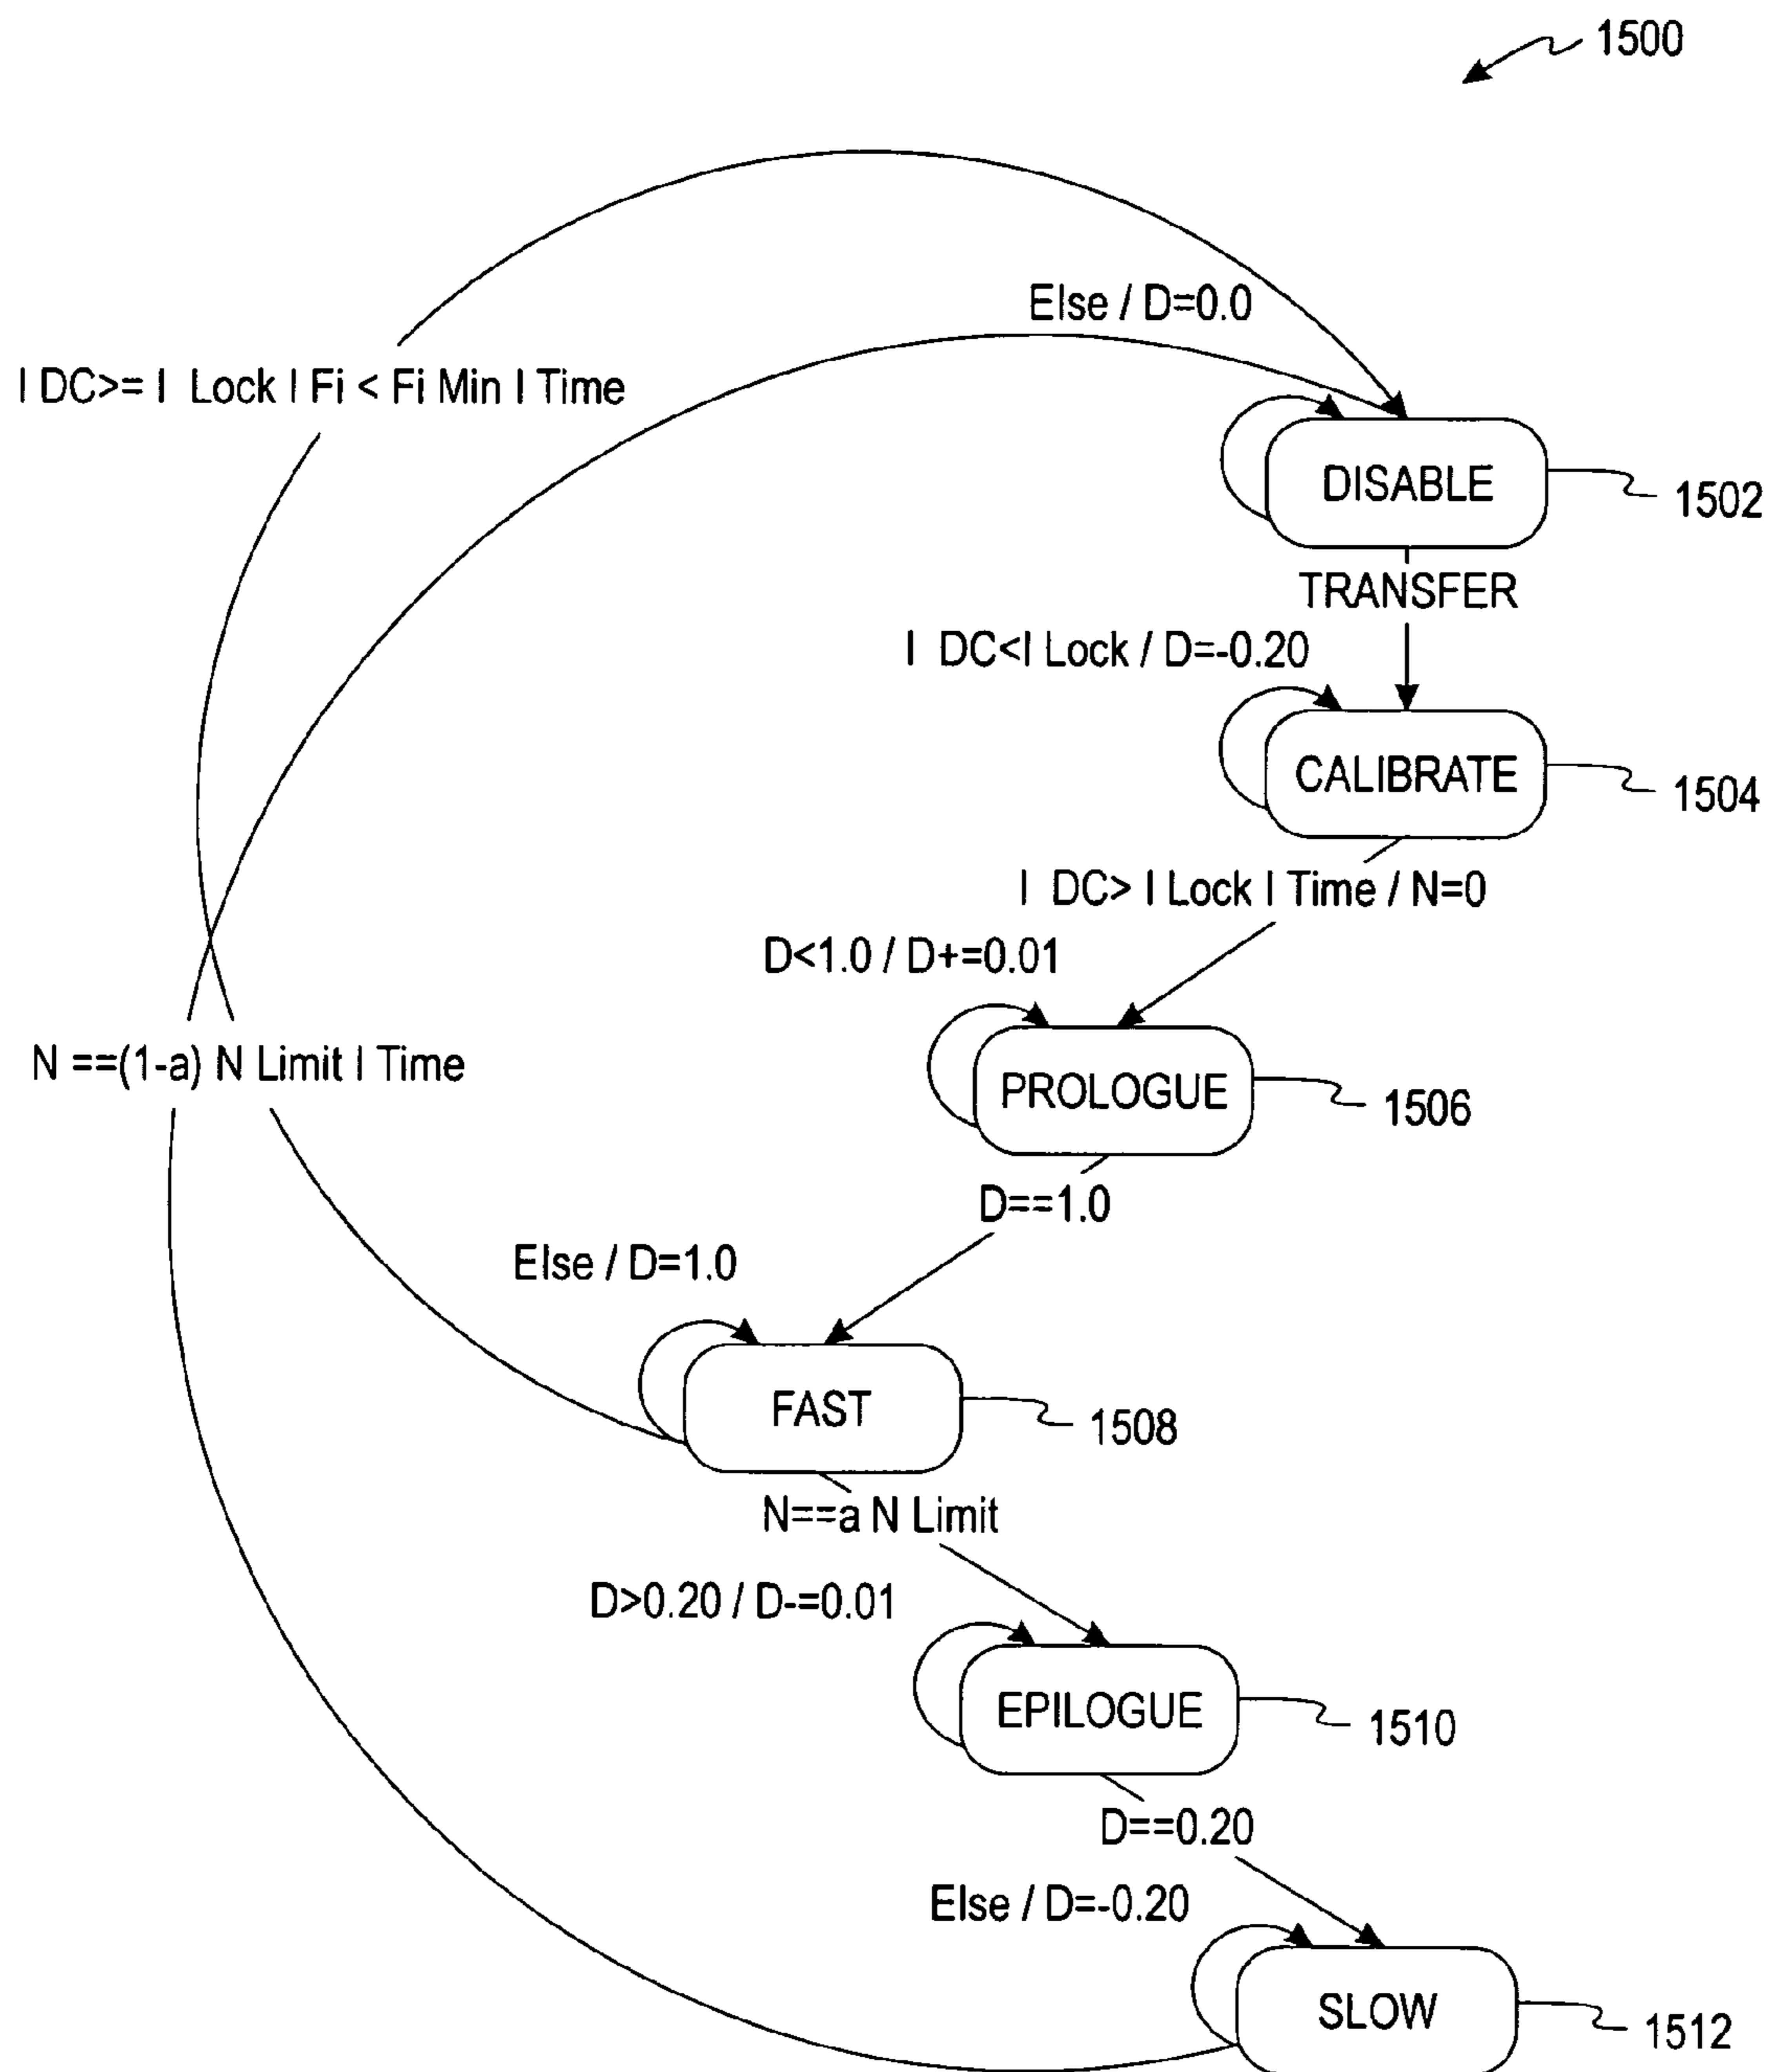 1500
Else / D=0.0
I DC>= I Lock I Fi < Fi Min I Time
DISABLE
1502
TRANSFER
I DC<I Lock / D=-0.20
CALIBRATE
1504
I DC> I Lock I Time / N=0
D<1.0 / D+=0.01
N ==(1-a) N Limit I Time
PROLOGUE
1506
D==1.0
Else / D=1.0
FAST
1508
N==a N Limit
D>0.20 / D-=0.01
EPILOGUE
1510
D==0.20
Else / D=-0.20
SLOW
1512